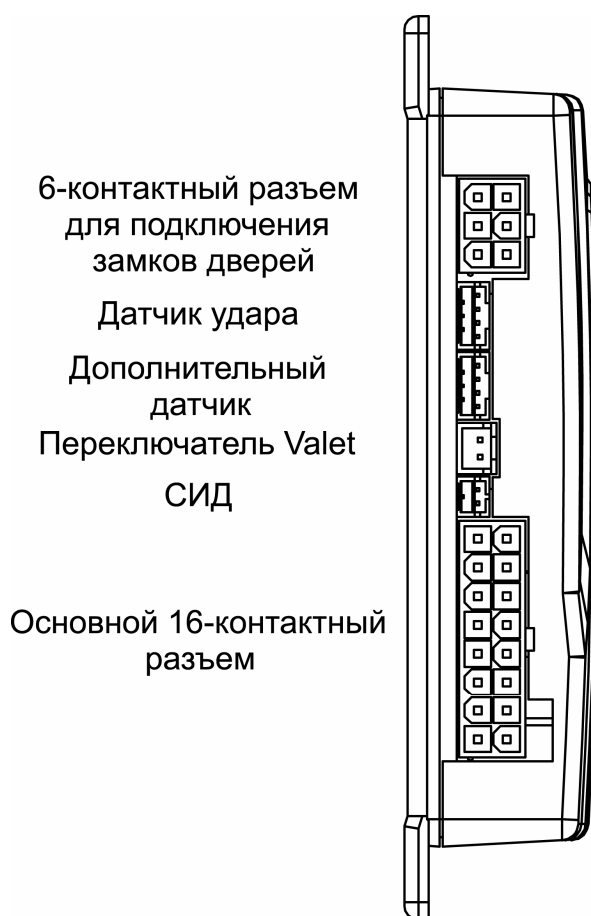 6-контактный разъем
для подключения
замков дверей
Датчик удара
Дополнительный
датчик
Переключатель Valet
СИД
Основной 16-контактный
разъем